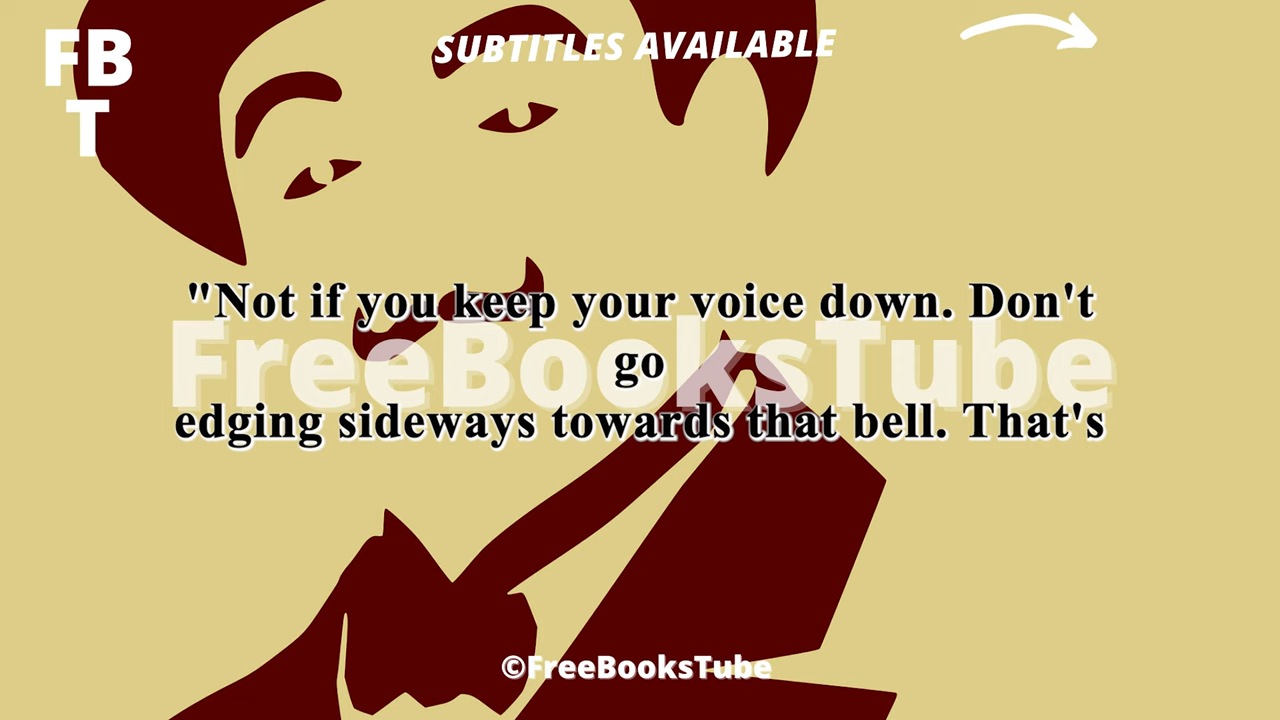 FB
T
SUBTITLES AVAILABLE
"Not if you keep your voice down. Don't
go
FreeBooksTube
edging sideways towards that bell. That's
©FreeBooksTube